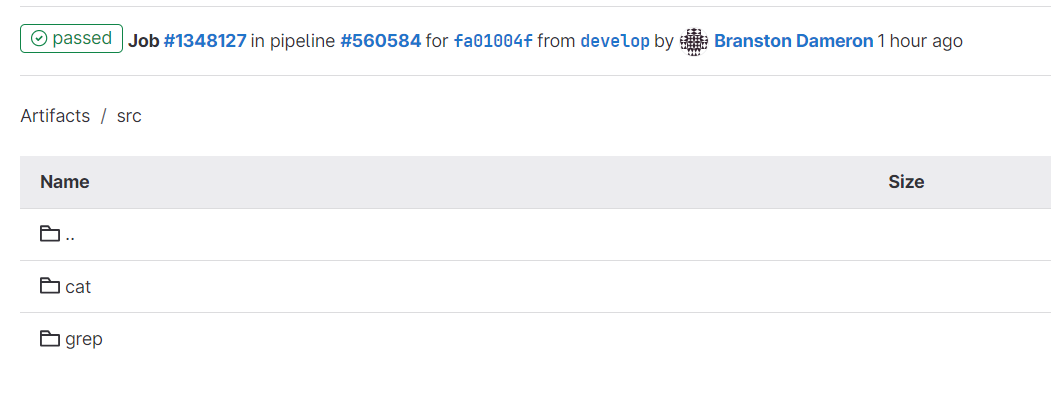 passed Job #1348127 in pipeline #560584 for fa01004f from develop by Branston Dameron 1 hour ago
Artifacts / src
Name Size
..
cat
grep